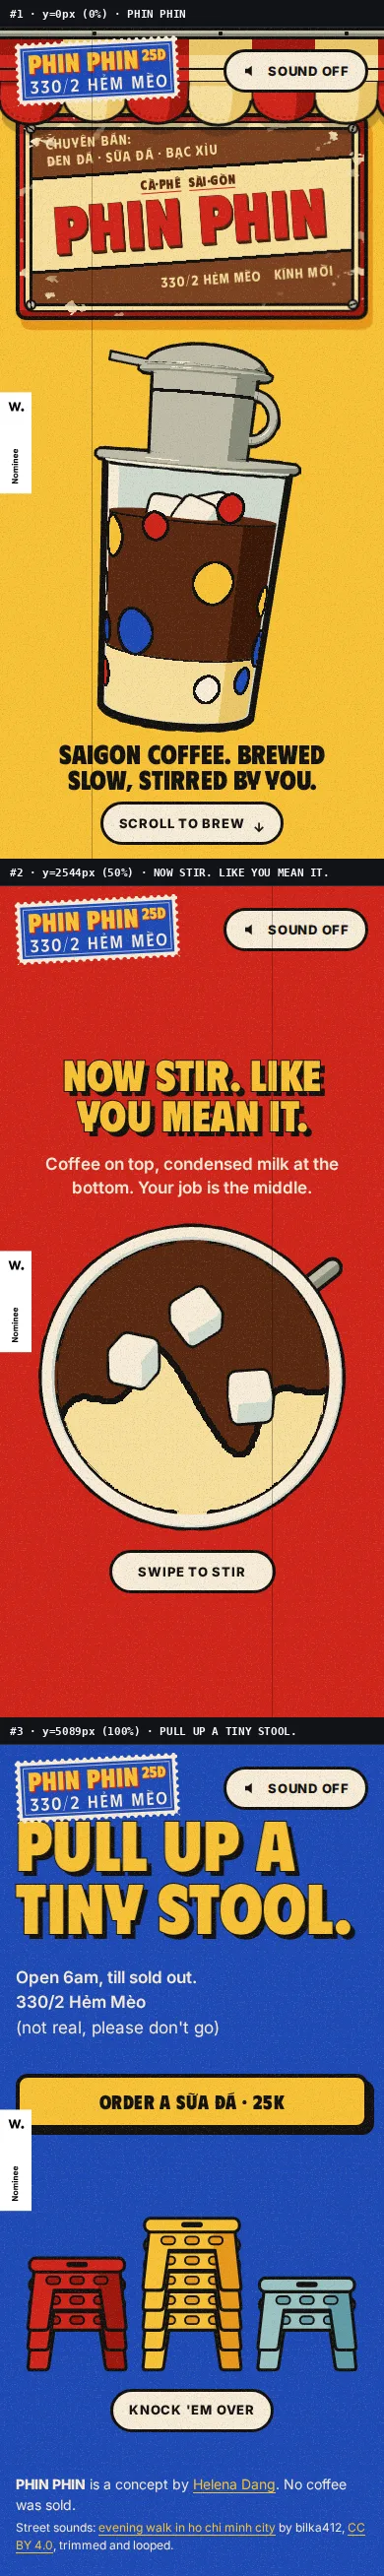 #1 · y=0px (0%) · PHIN PHIN
PHIN PHIN 25Đ
330/2 HẺM MÈO
SOUND OFF
CHUYÊN BÁN:
ĐEN ĐÁ · SỮA ĐÁ · BẠC XỈU
CÀ-PHÊ SÀI-GÒN
PHIN PHIN
330/2 HẺM MÈO KÍNH MỜI
W.
Nominee
SAIGON COFFEE. BREWED
SLOW, STIRRED BY YOU.
SCROLL TO BREW ↓
#2 · y=2544px (50%) · NOW STIR. LIKE YOU MEAN IT.
PHIN PHIN 25Đ
330/2 HẺM MÈO
SOUND OFF
NOW STIR. LIKE
YOU MEAN IT.
Coffee on top, condensed milk at the
bottom. Your job is the middle.
W.
Nominee
SWIPE TO STIR
#3 · y=5089px (100%) · PULL UP A TINY STOOL.
PHIN PHIN 25Đ
330/2 HẺM MÈO
SOUND OFF
PULL UP A
TINY STOOL.
Open 6am, till sold out.
330/2 Hẻm Mèo
(not real, please don't go)
ORDER A SỮA ĐÁ · 25K
W.
Nominee
KNOCK 'EM OVER
PHIN PHIN is a concept by Helena Dang. No coffee
was sold.
Street sounds: evening walk in ho chi minh city by bilka412, CC
BY 4.0, trimmed and looped.